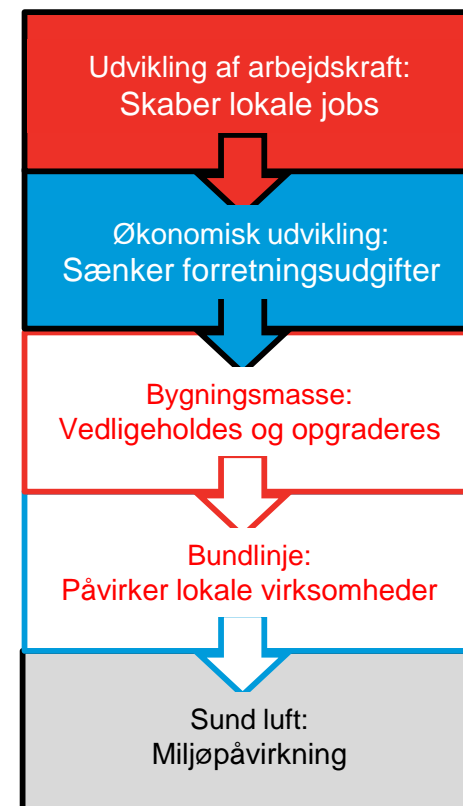 Udvikling af arbejdskraft:
Skaber lokale jobs
Økonomisk udvikling:
Sænker forretningsudgifter
Bygningsmasse:
Vedligeholdes og opgraderes
Bundlinje:
Påvirker lokale virksomheder
Sund luft:
Miljøpåvirkning